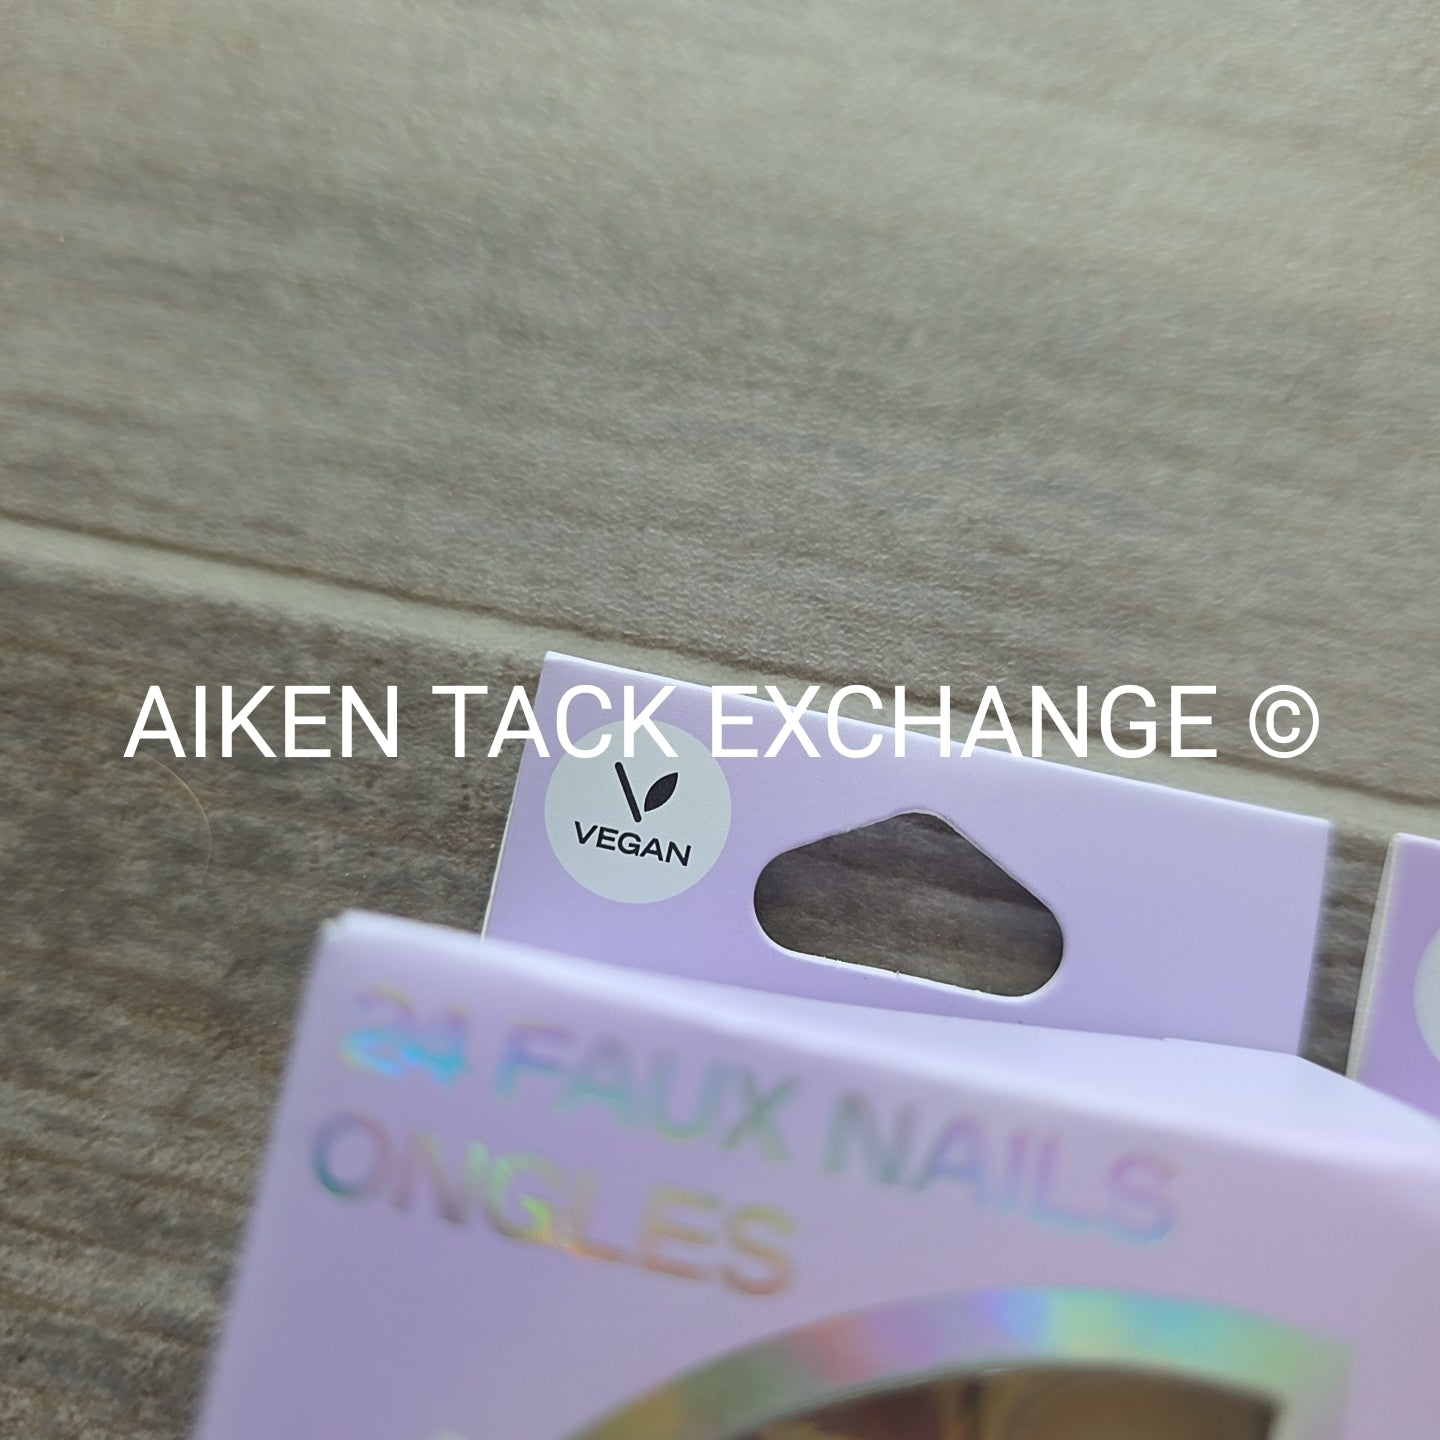 AIKEN TACK EXCHANGE ©
VEGAN
24 FAUX NAILS
ONGLES